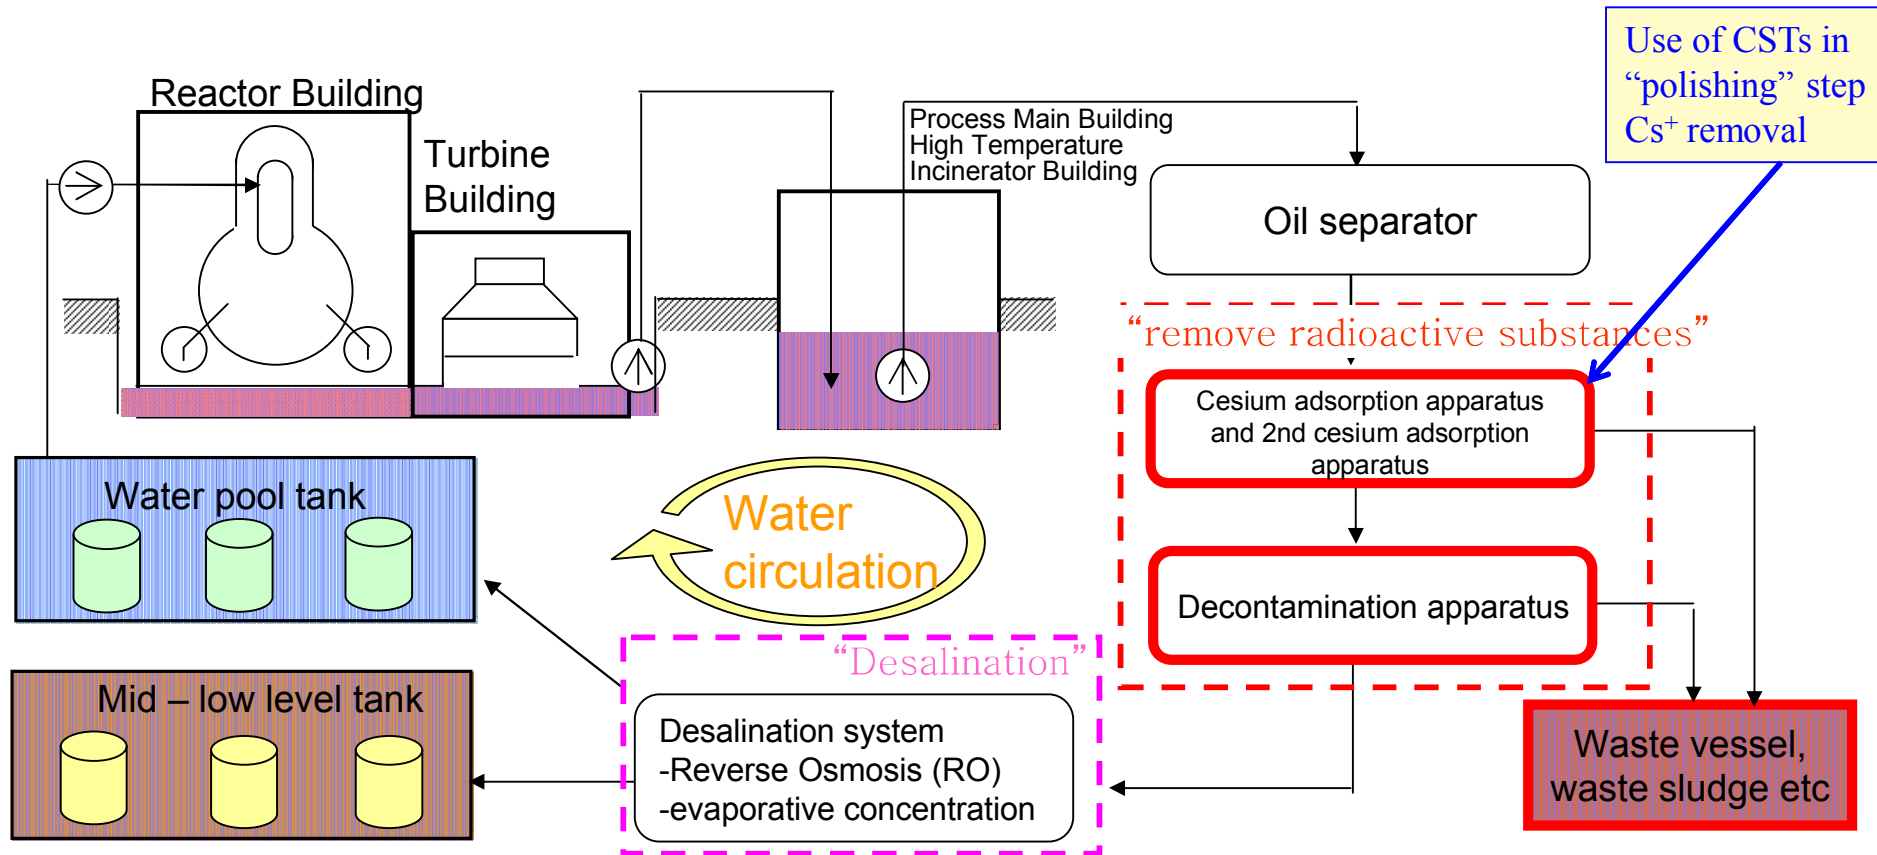 Use of CSTs in
“polishing” step
Cs⁺ removal
Reactor Building
Turbine
Building
Process Main Building
High Temperature
Incinerator Building
Oil separator
“remove radioactive substances”
Cesium adsorption apparatus
and 2nd cesium adsorption
apparatus
Decontamination apparatus
Water
circulation
Water pool tank
Mid – low level tank
“Desalination”
Desalination system
-Reverse Osmosis (RO)
-evaporative concentration
Waste vessel,
waste sludge etc